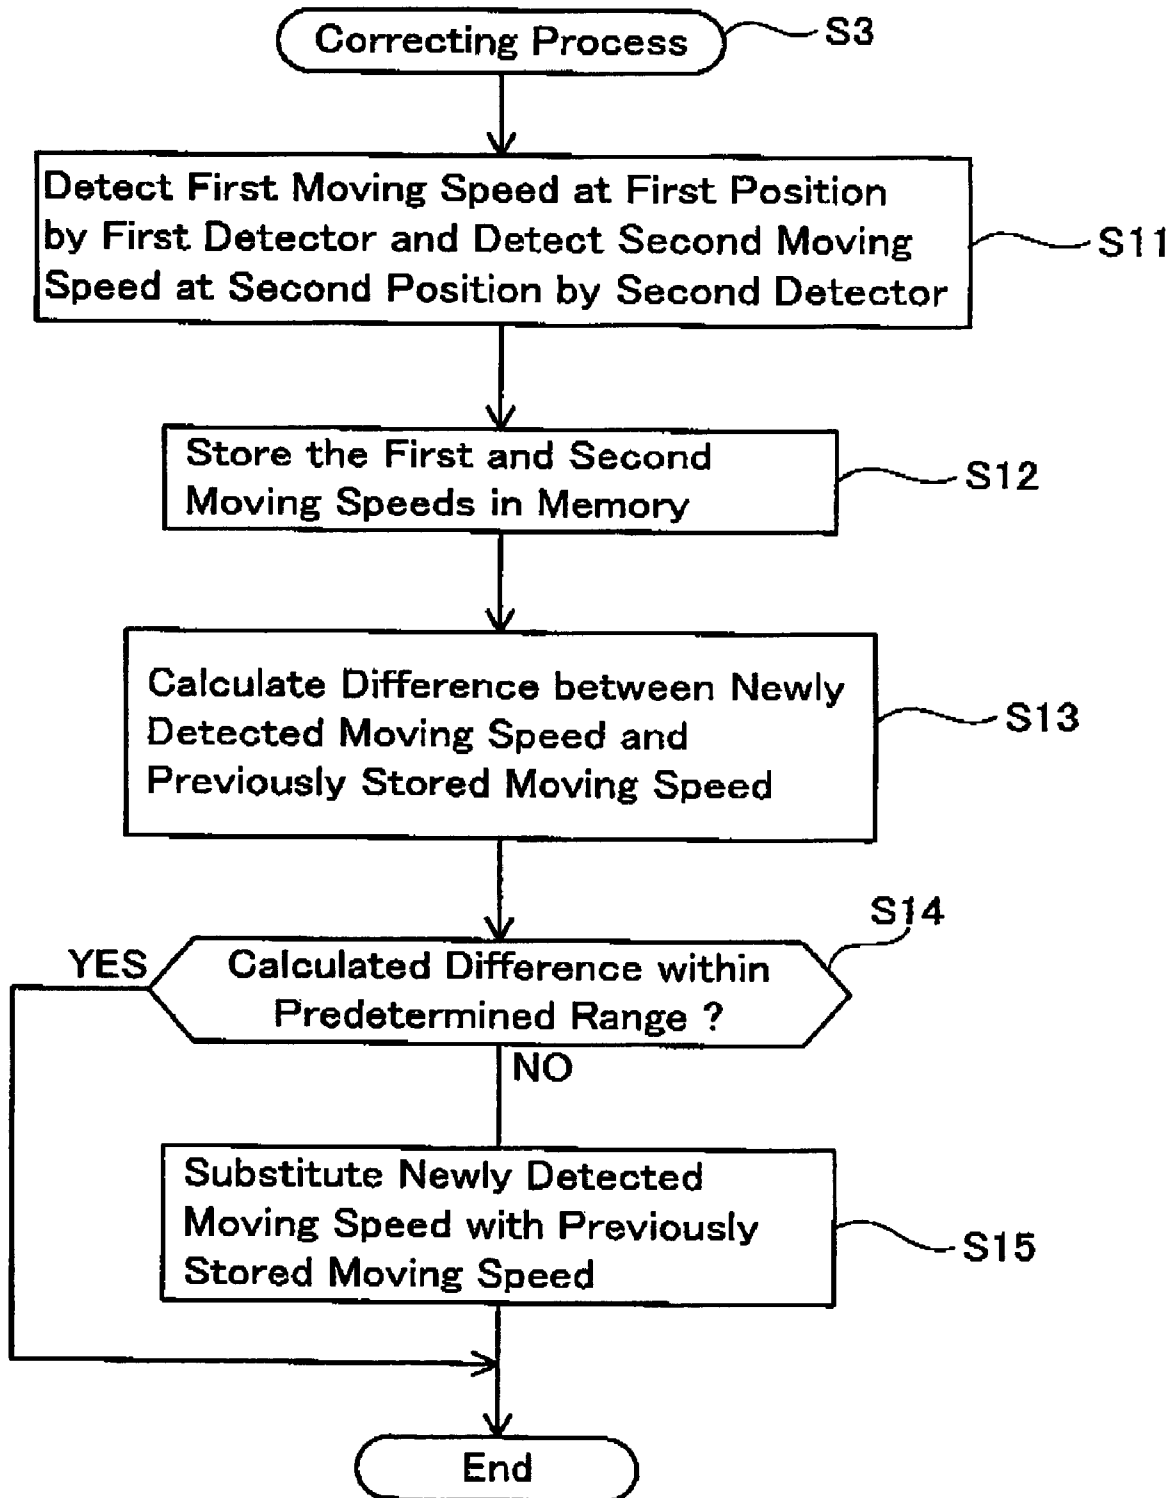 Correcting Process
S3
Detect First Moving Speed at First Position
by First Detector and Detect Second Moving
Speed at Second Position by Second Detector
S11
Store the First and Second
Moving Speeds in Memory
S12
Calculate Difference between Newly
Detected Moving Speed and
Previously Stored Moving Speed
S13
S14
YES
Calculated Difference within
Predetermined Range ?
NO
Substitute Newly Detected
Moving Speed with Previously
Stored Moving Speed
S15
End